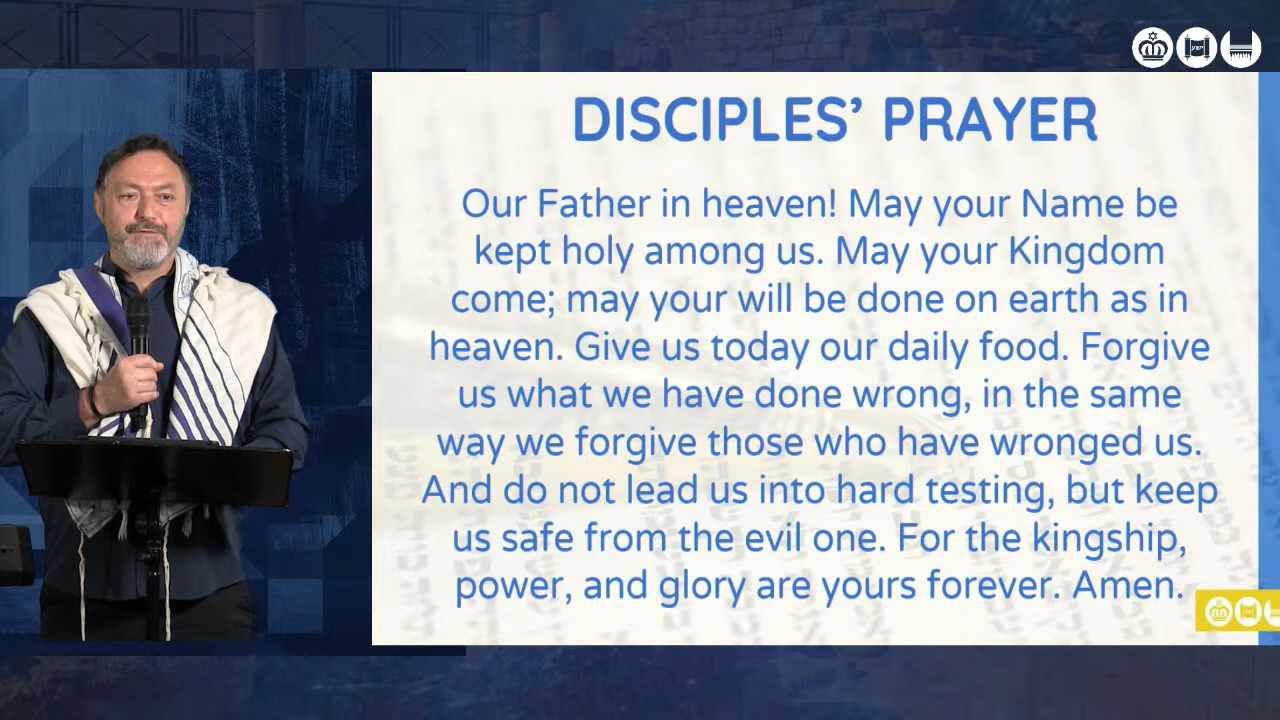 DISCIPLES’ PRAYER
Our Father in heaven! May your Name be
kept holy among us. May your Kingdom
come; may your will be done on earth as in
heaven. Give us today our daily food. Forgive
us what we have done wrong, in the same
way we forgive those who have wronged us.
And do not lead us into hard testing, but keep
us safe from the evil one. For the kingship,
power, and glory are yours forever. Amen.